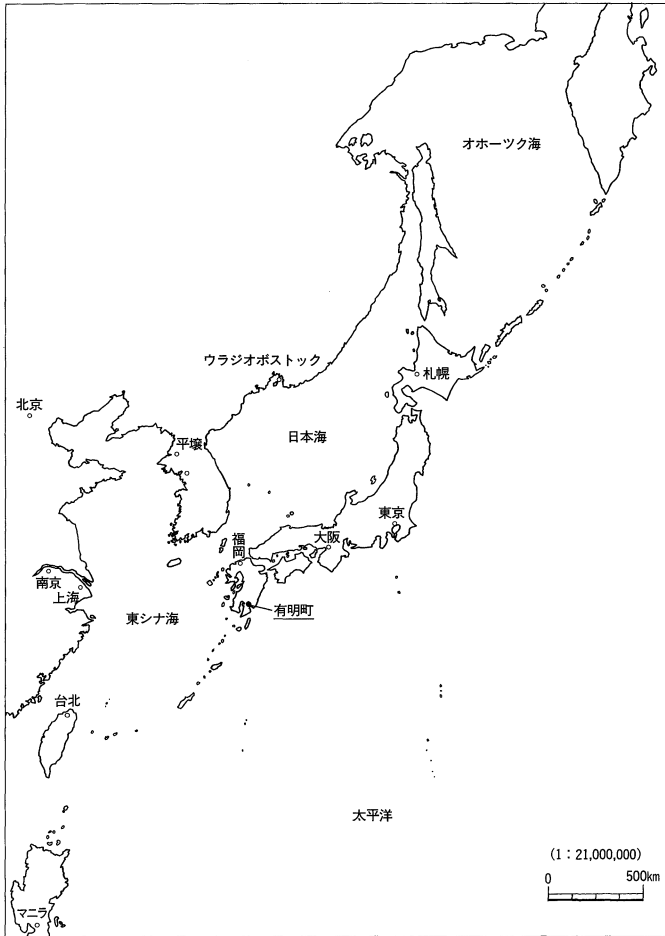 オホーツク海
ウラジオボストック
札幌
北京
日本海
平壌
東京
大阪
福岡
南京
上海
有明町
東シナ海
台北
太平洋
(1:21,000,000)
0 500km
マニラ